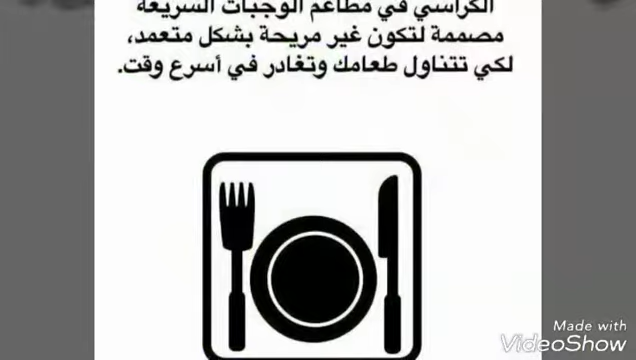 الكراسي في مطاعم الوجبات السريعة
مصممة لتكون غير مريحة بشكل متعمد،
لكي تتناول طعامك وتغادر في أسرع وقت.
Made with
VideoShow